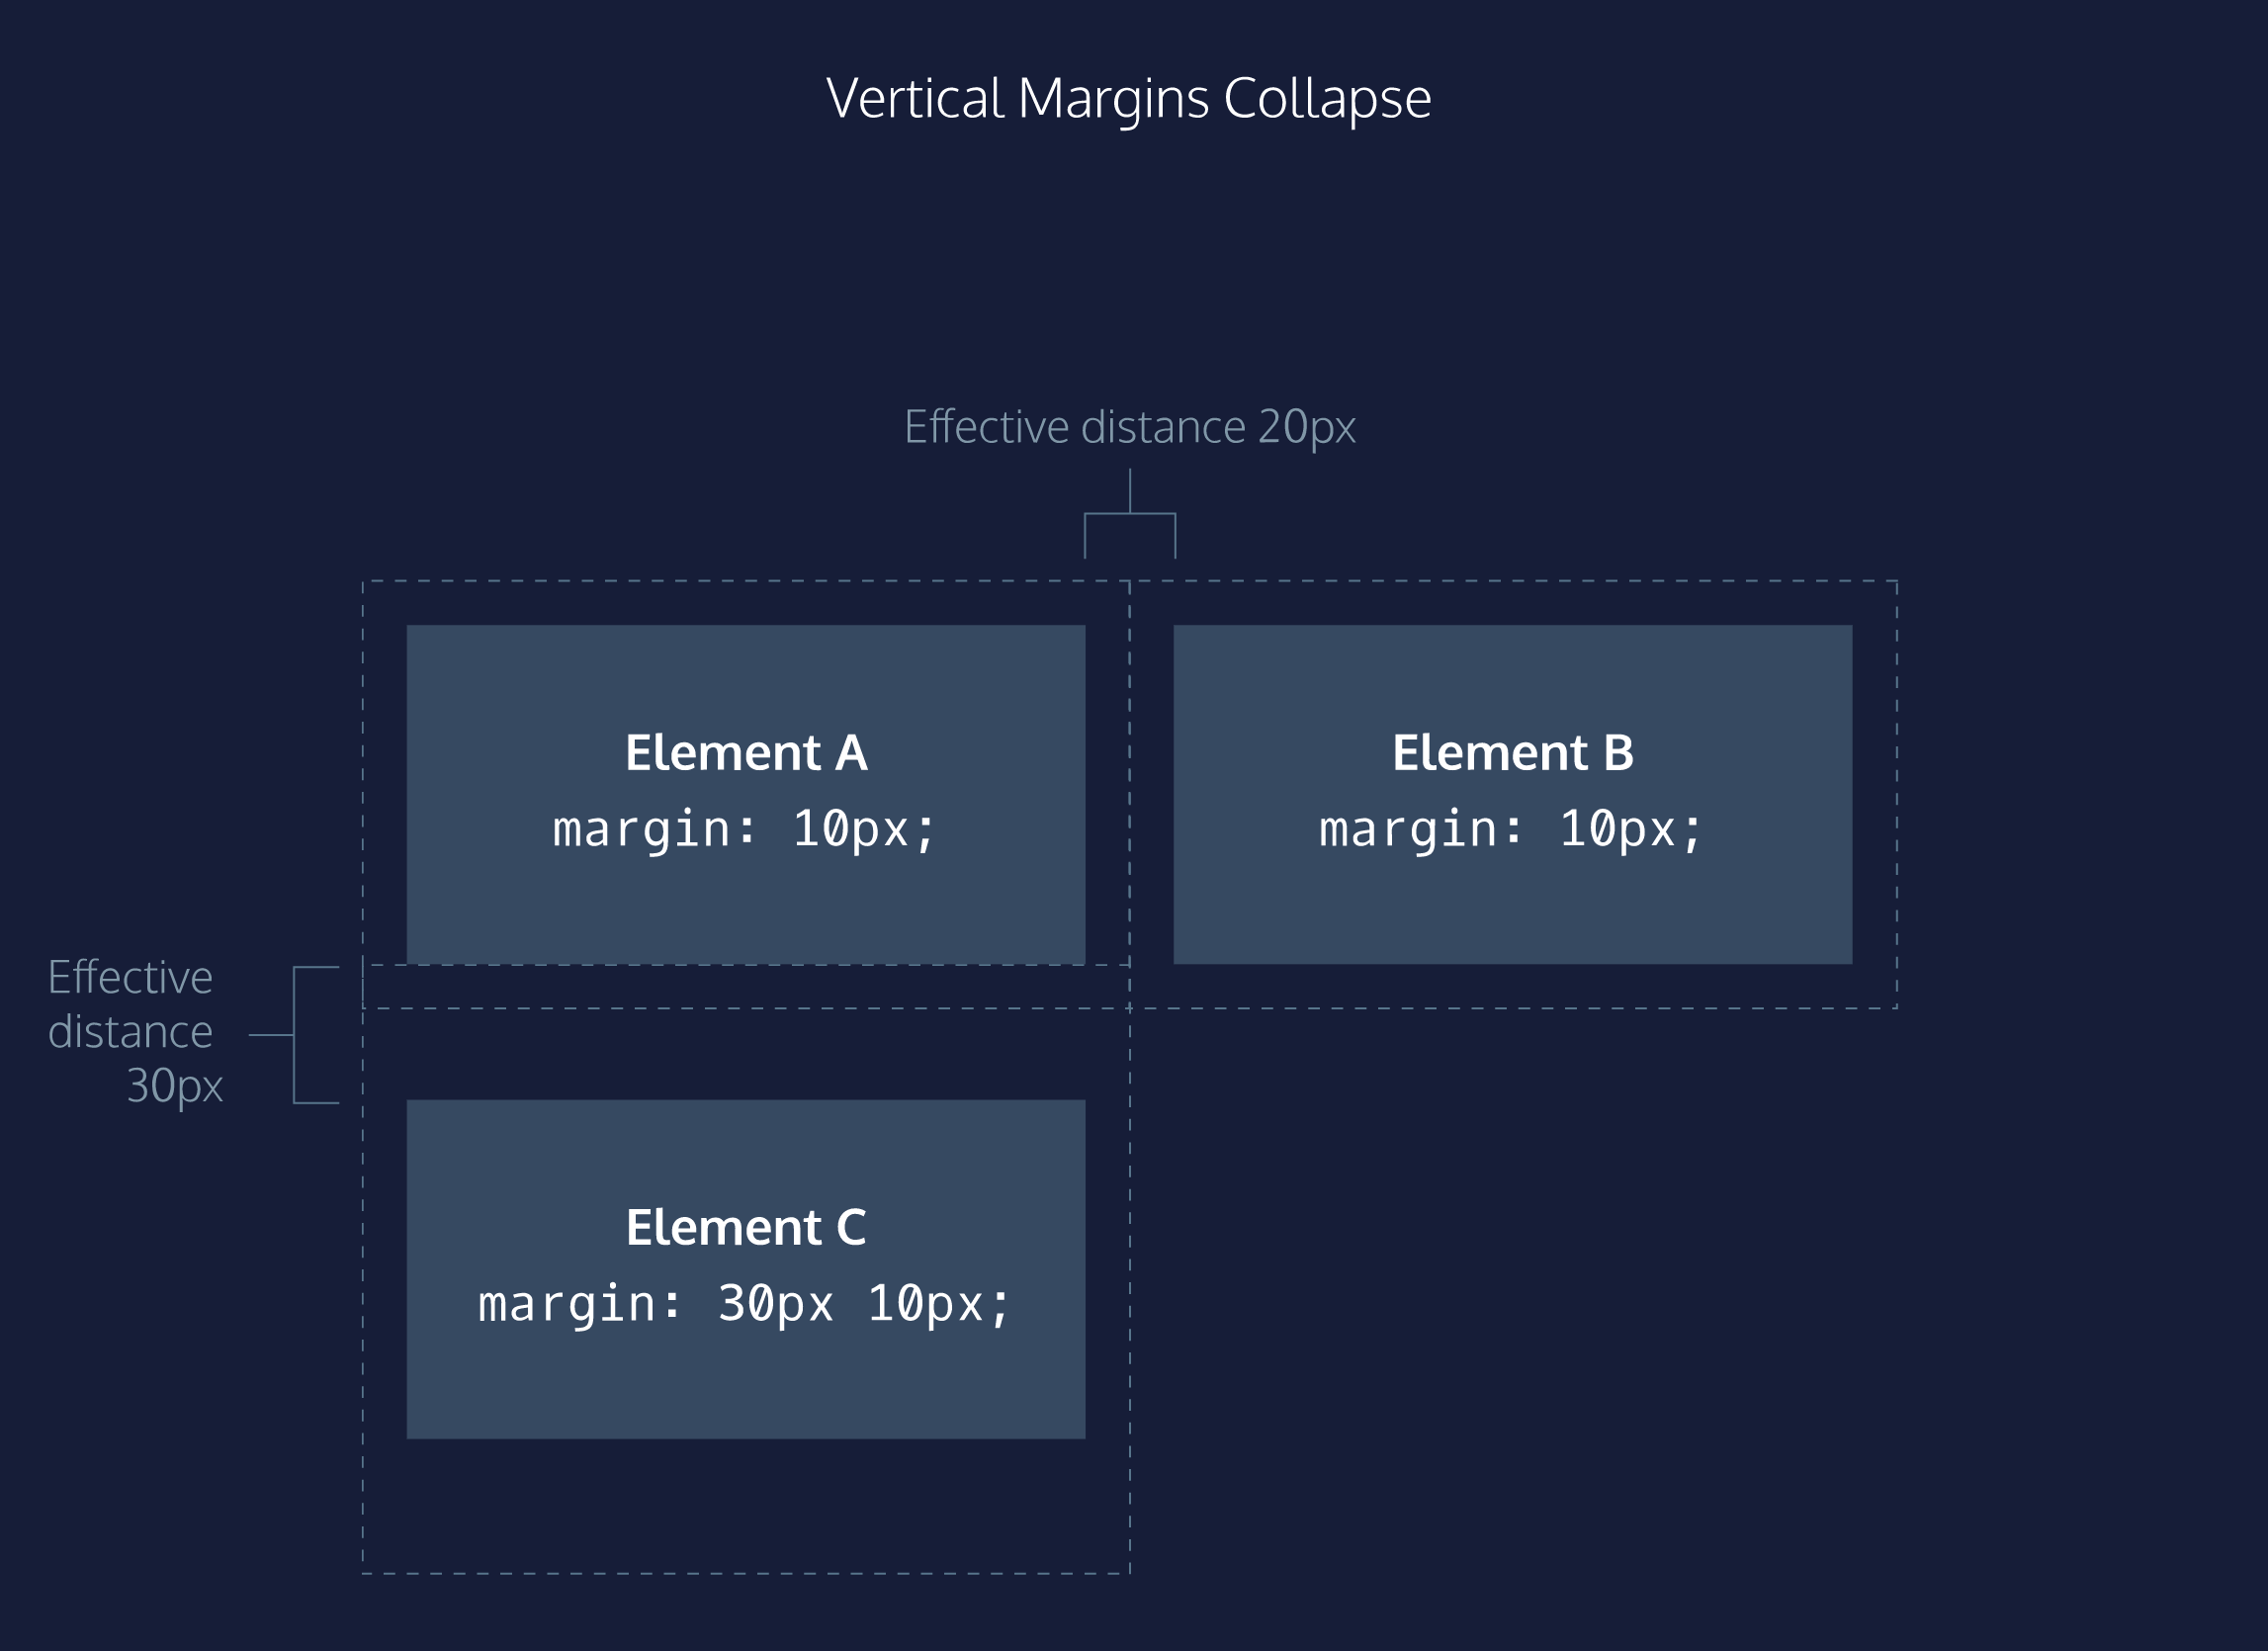 Vertical Margins Collapse
Effective distance 20px
Element A
margin: 10px;
Element B
margin: 10px;
Effective
distance
30px
Element C
margin: 30px 10px;